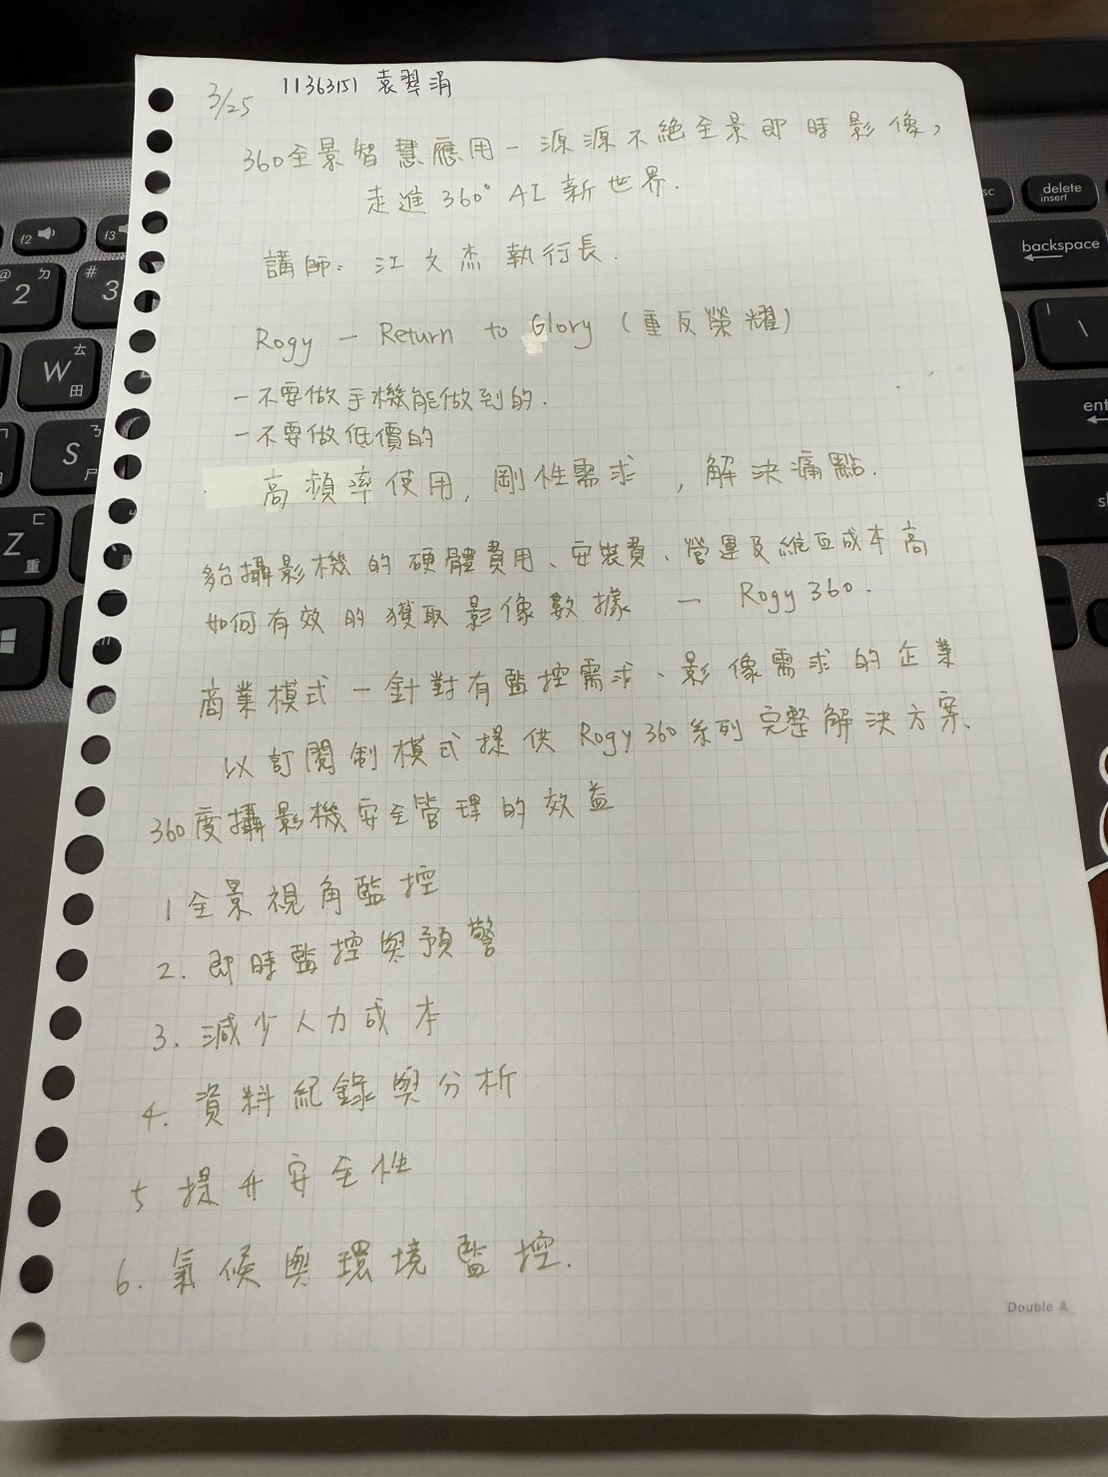 3/25 11363151 袁翠涓
360全景智慧應用－源源不絕全景即時影像，
走進360° AI 新世界.
講師：江文杰執行長.
Rogy — Return to Glory (重反榮耀)
－不要做手機能做到的.
－不要做低價的
高頻率使用, 剛性需求, 解決痛點.
多台攝影機的硬體費用、安裝費、營運及維互成本高
如何有效的獲取影像數據 — Rogy 360.
商業模式－針對有監控需求、影像需求的企業
以訂閱制模式提供 Rogy 360系列完整解決方案、
360度攝影機安全管理的效益
1 全景視角監控
2. 即時監控與預警
3. 減少人力成本
4. 資料紀錄與分析
5 提升安全性
6. 氣候與環境監控.
Double A
f2
f3
delete
insert
backspace
2
ㄉ
#
3
W
田
S
Z
重